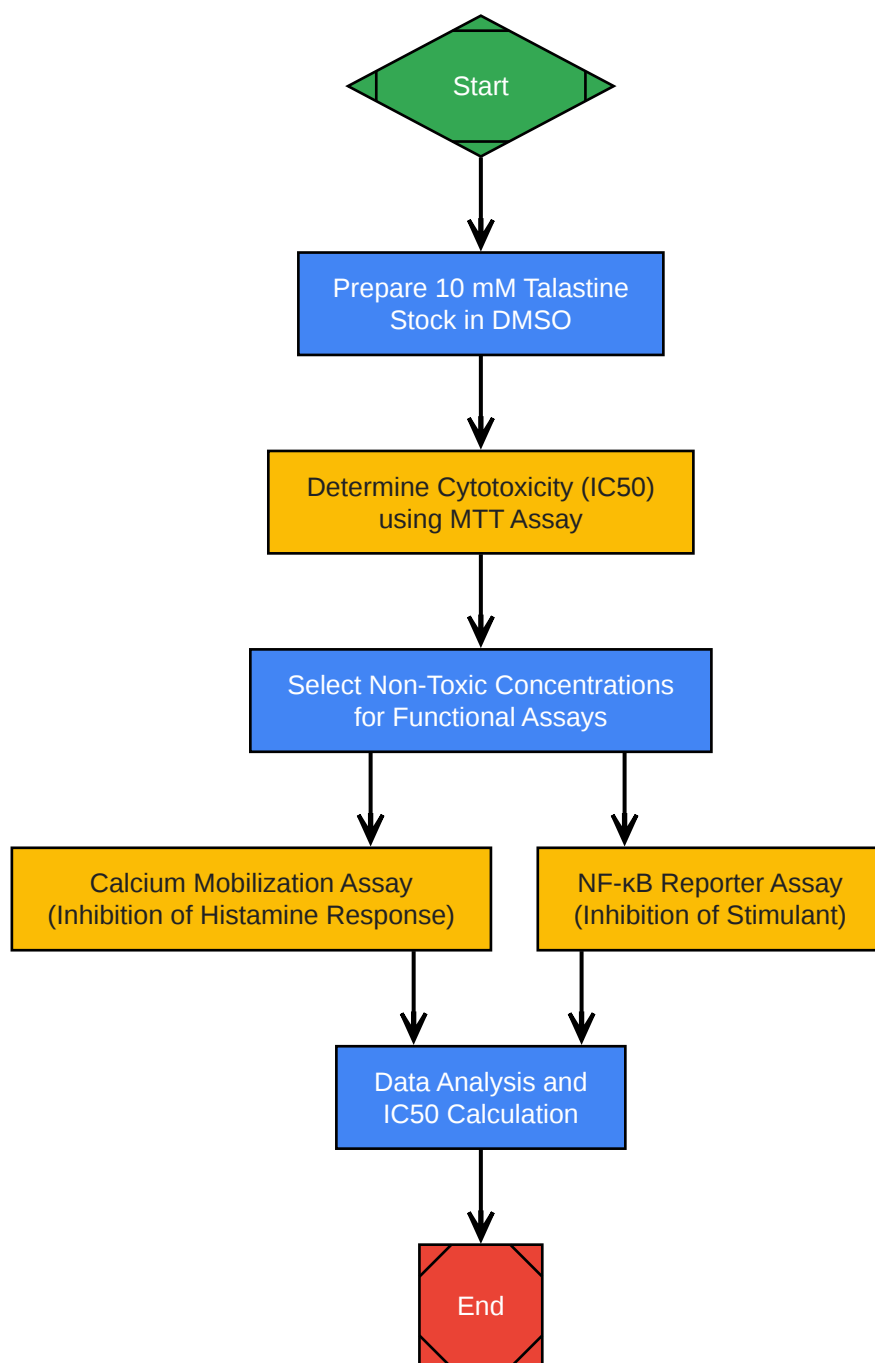 Start
Prepare 10 mM Talastine
Stock in DMSO
Determine Cytotoxicity (IC50)
using MTT Assay
Select Non-Toxic Concentrations
for Functional Assays
Calcium Mobilization Assay
(Inhibition of Histamine Response)
NF-κB Reporter Assay
(Inhibition of Stimulant)
Data Analysis and
IC50 Calculation
End